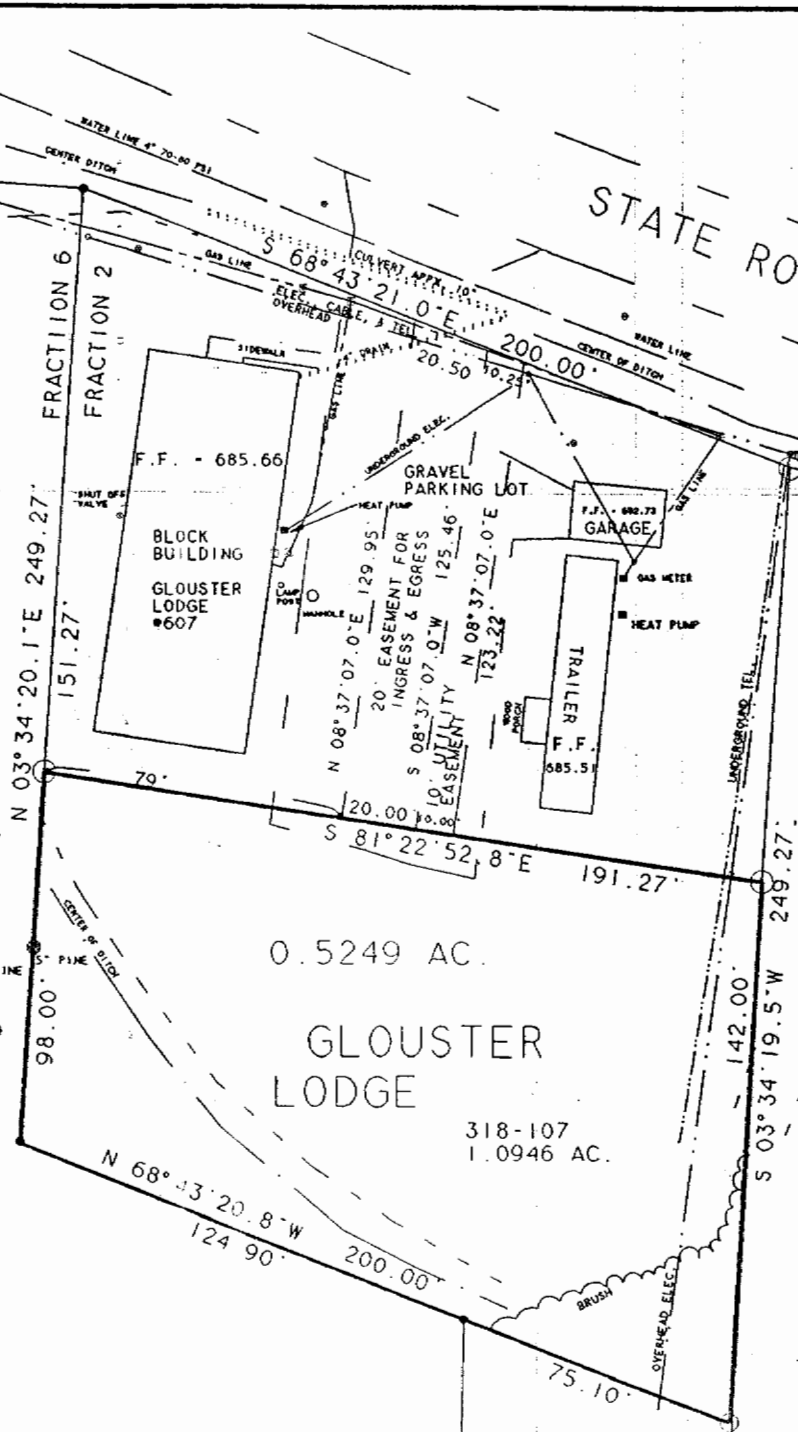 WATER LINE 4" 70-80 PSI
CENTER DITCH
STATE RO
GAS LINE
S 68° 43' 21.0"E
CULVERT APPX. 10"
ELEC., CABLE, & TEL
OVERHEAD
200.00'
WATER LINE
CENTER OF DITCH
FRACTIION 6
FRACTION 2
SIDEWALK
DRAIN
20.50
10.25'
GAS LINE
UNDERGROUND ELEC.
F.F. - 685.66
GRAVEL
PARKING LOT
GAS LINE
F.F. - 682.73
GARAGE
SHUT OFF
VALVE
HEAT PUMP
BLOCK
BUILDING
GLOUSTER
LODGE
#607
LAMP
POST
MANHOLE
GAS METER
HEAT PUMP
N 08° 37' 07.0"E 129.95'
20' EASEMENT FOR
INGRESS & EGRESS
S 08° 37' 07.0"W 125.46'
10' UTILITY
EASEMENT
N 08° 37' 07.0"E
123.22'
TRAILER
WOOD
PORCH
F.F.
685.51
UNDERGROUND TEL.
N 03° 34' 20.1"E 249.27'
151.27'
79'
20.00'
10.00'
S 81° 22' 52.8"E
191.27'
249.27'
S 03° 34' 19.5"W
142.00'
CENTER OF DITCH
INE
5" PINE
98.00'
0.5249 AC.
GLOUSTER
LODGE
318-107
1.0946 AC.
N 68° 43' 20.8"W
124.90'
200.00'
BRUSH
OVERHEAD ELEC.
75.10'